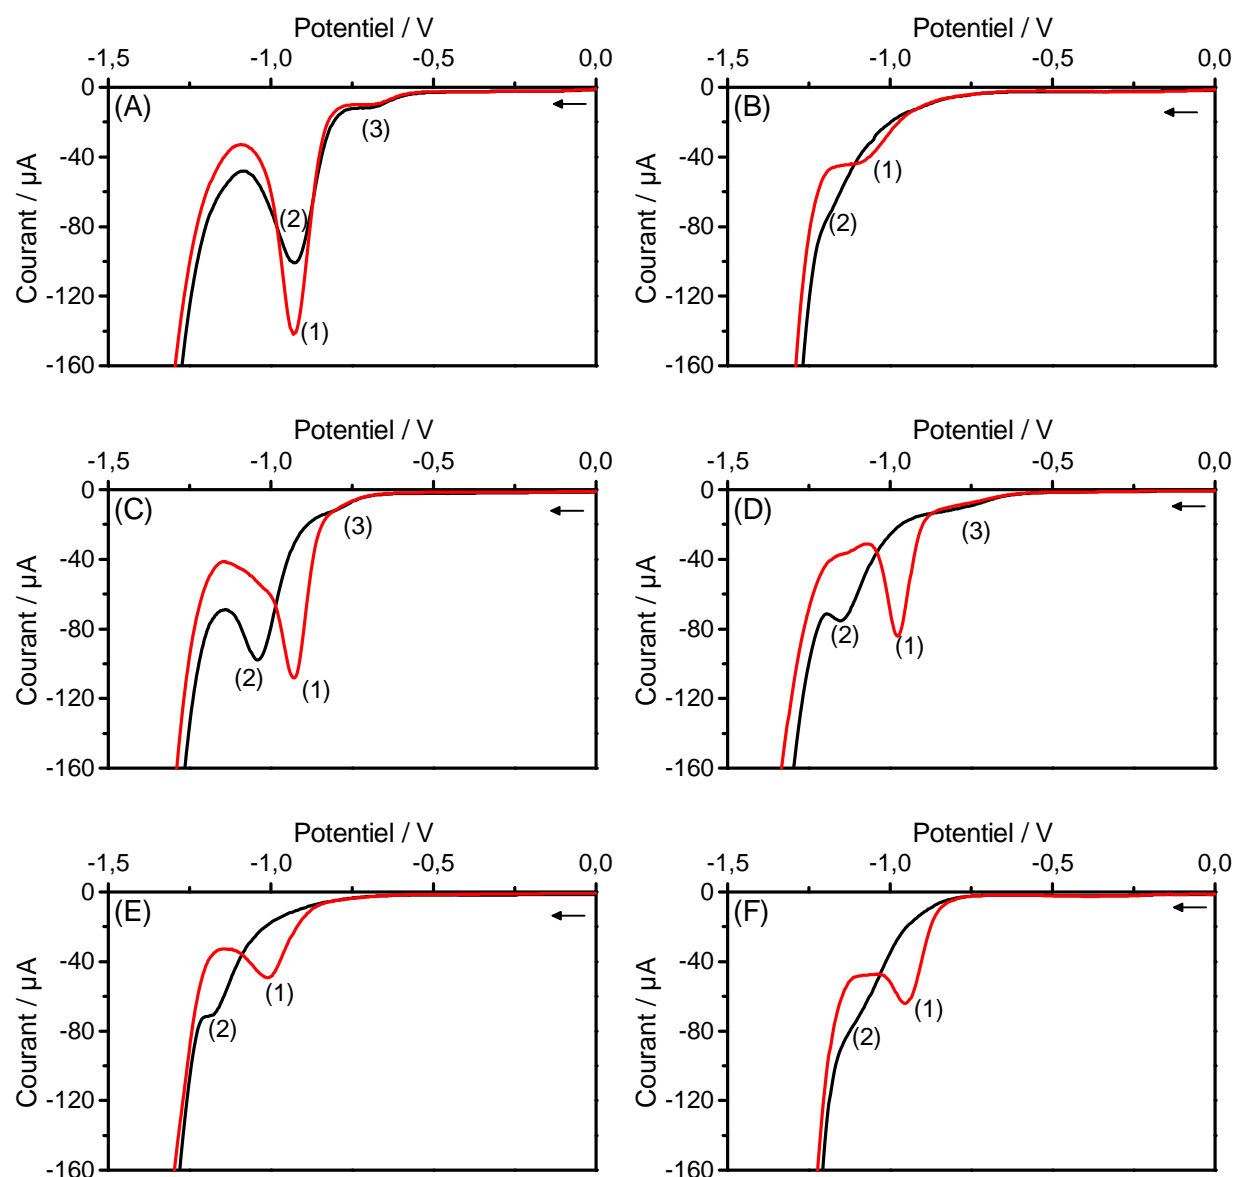 Potentiel / V
-1,5 -1,0 -0,5 0,0
0
-40
-80
-120
-160
Courant / µA
(A)
(3)
(2)
(1)
Potentiel / V
-1,5 -1,0 -0,5 0,0
0
-40
-80
-120
-160
Courant / µA
(B)
(1)
(2)
Potentiel / V
-1,5 -1,0 -0,5 0,0
0
-40
-80
-120
-160
Courant / µA
(C)
(3)
(2)
(1)
Potentiel / V
-1,5 -1,0 -0,5 0,0
0
-40
-80
-120
-160
Courant / µA
(D)
(3)
(2)
(1)
Potentiel / V
-1,5 -1,0 -0,5 0,0
0
-40
-80
-120
-160
Courant / µA
(E)
(1)
(2)
Potentiel / V
-1,5 -1,0 -0,5 0,0
0
-40
-80
-120
-160
Courant / µA
(F)
(1)
(2)